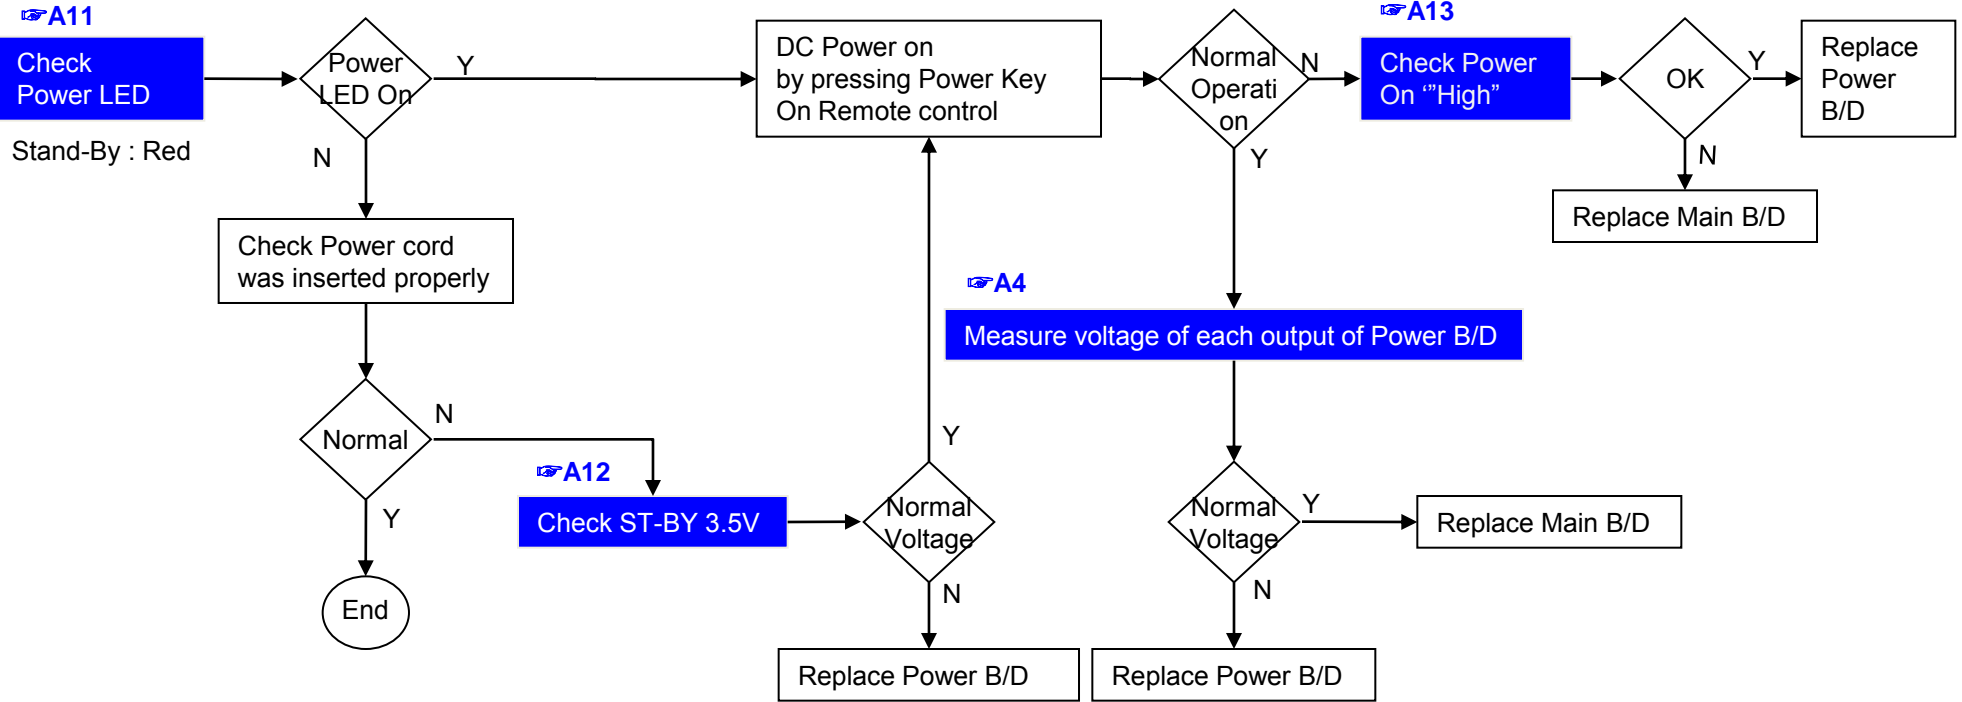 ☞A11
Check
Power LED
Stand-By : Red
Power
LED On
Y
N
Check Power cord
was inserted properly
Normal
N
Y
End
☞A12
Check ST-BY 3.5V
Normal
Voltage
Y
N
Replace Power B/D
DC Power on
by pressing Power Key
On Remote control
Normal
Operati
on
N
Y
☞A13
Check Power
On ‘”High”
OK
Y
N
Replace
Power
B/D
Replace Main B/D
☞A4
Measure voltage of each output of Power B/D
Normal
Voltage
Y
N
Replace Main B/D
Replace Power B/D